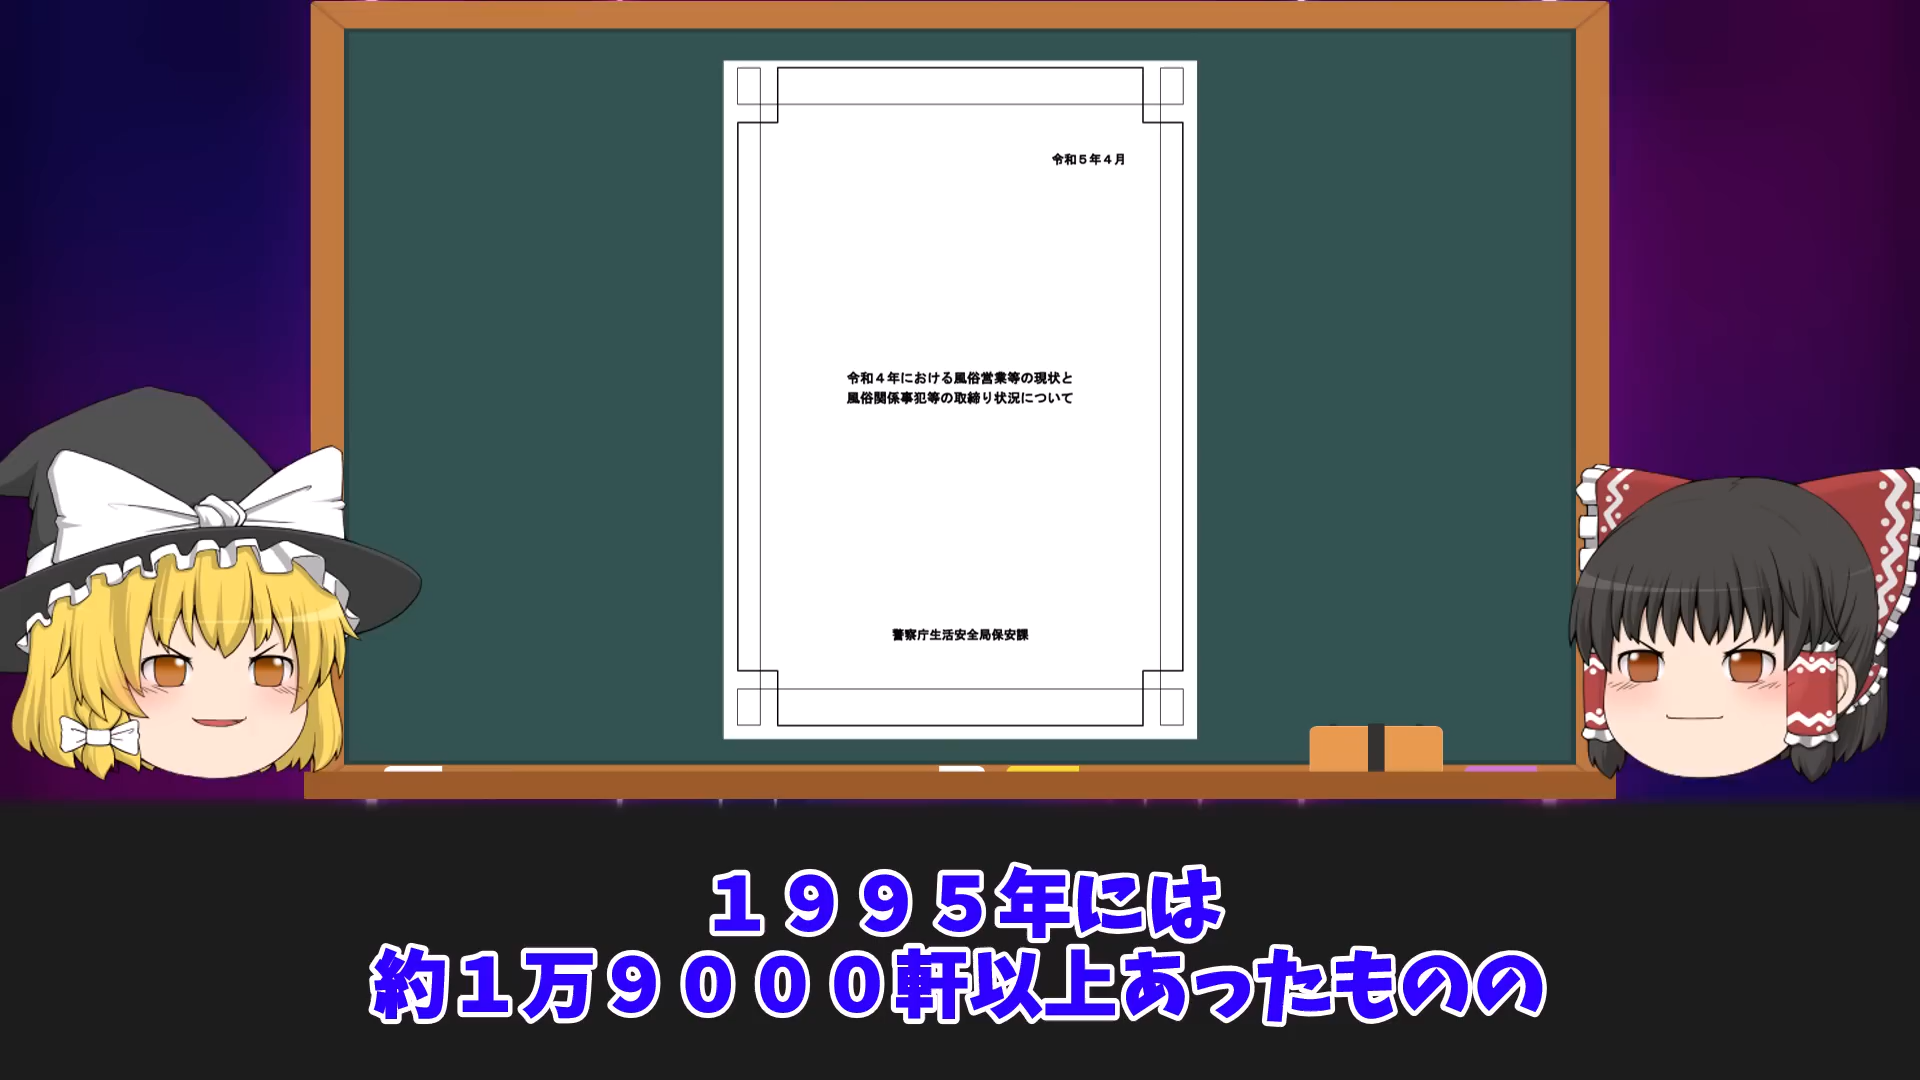 令和５年４月
令和４年における風俗営業等の現状と
風俗関係事犯等の取締り状況について
警察庁生活安全局保安課
１９９５年には
約１万９０００軒以上あったものの